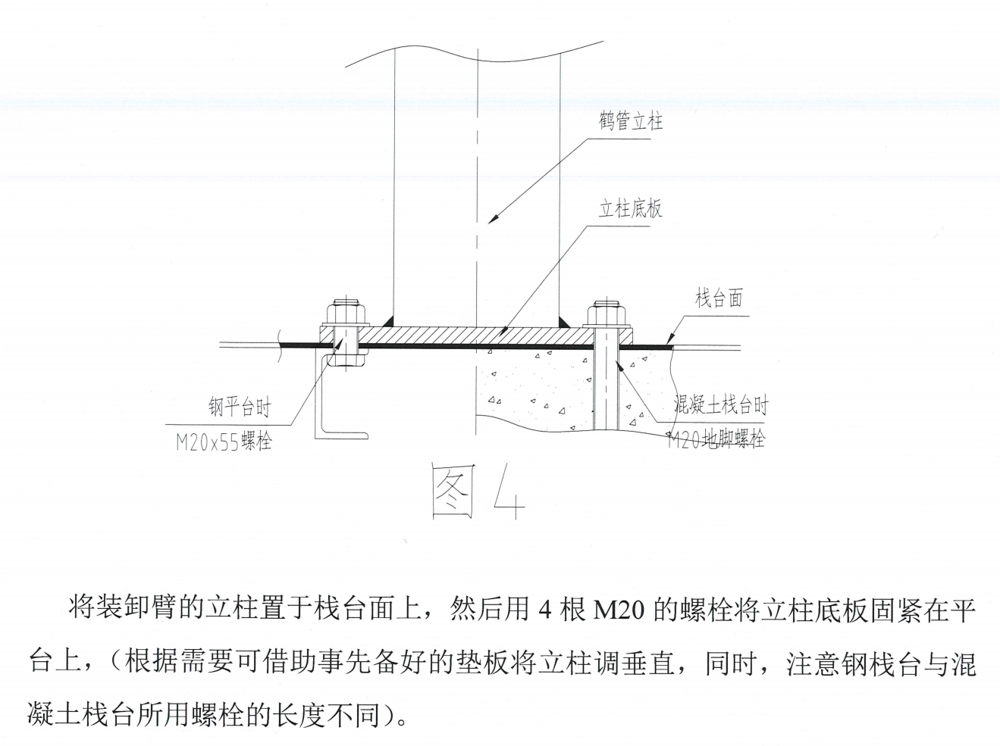 鹤管立柱
立柱底板
栈台面
钢平台时
M20x55螺栓
混凝土栈台时
M20地脚螺栓
图4
将装卸臂的立柱置于栈台面上，然后用 4 根 M20 的螺栓将立柱底板固紧在平
台上，（根据需要可借助事先备好的垫板将立柱调垂直，同时，注意钢栈台与混
凝土栈台所用螺栓的长度不同）。